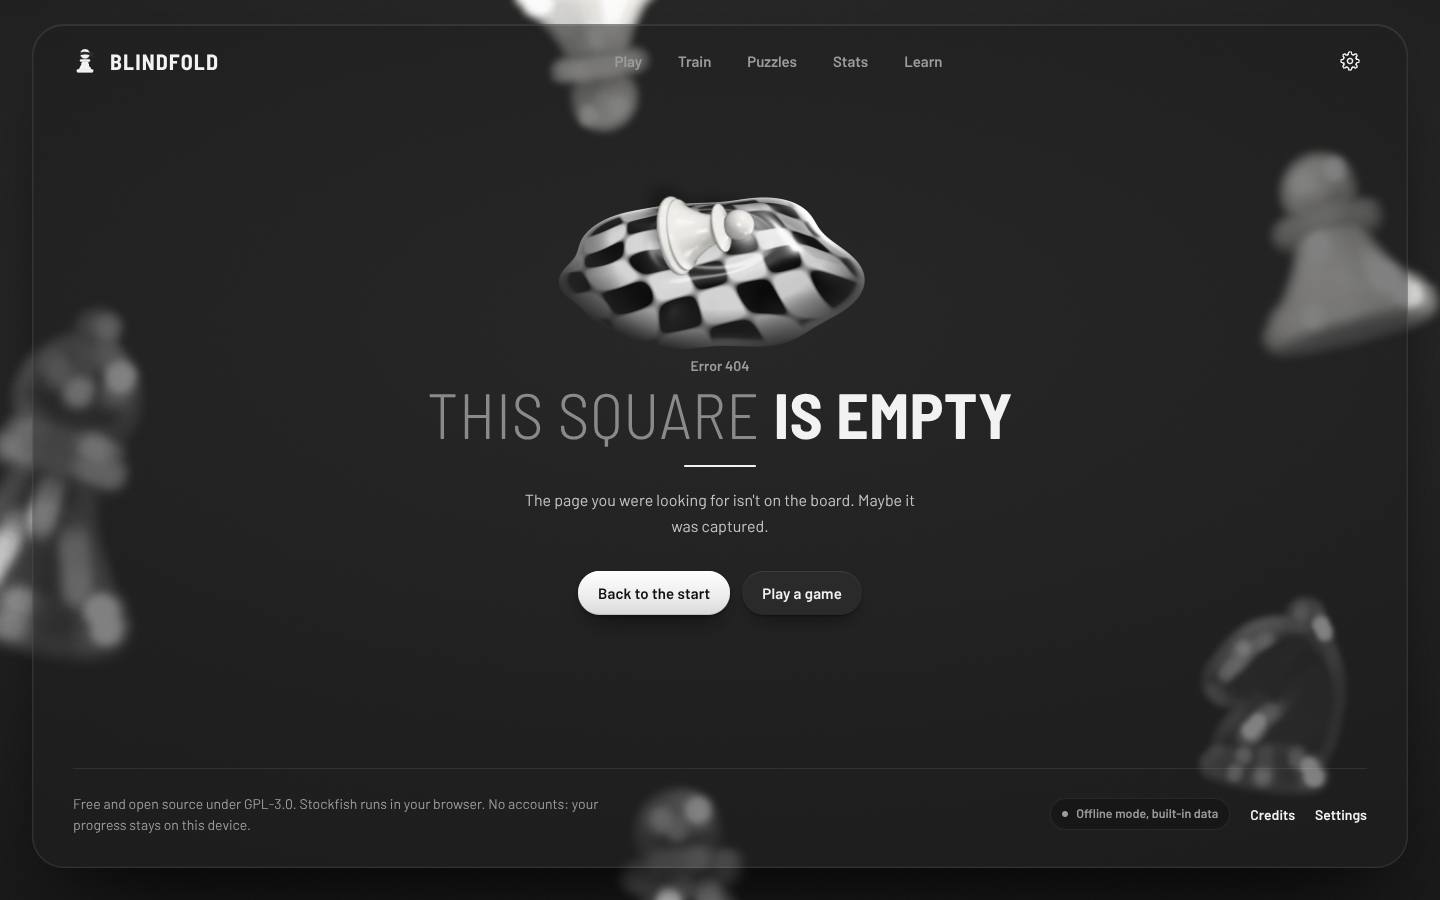 BLINDFOLD
Play
Train
Puzzles
Stats
Learn
Error 404
THIS SQUARE IS EMPTY
The page you were looking for isn't on the board. Maybe it
was captured.
Back to the start
Play a game
Free and open source under GPL-3.0. Stockfish runs in your browser. No accounts: your
progress stays on this device.
Offline mode, built-in data
Credits
Settings